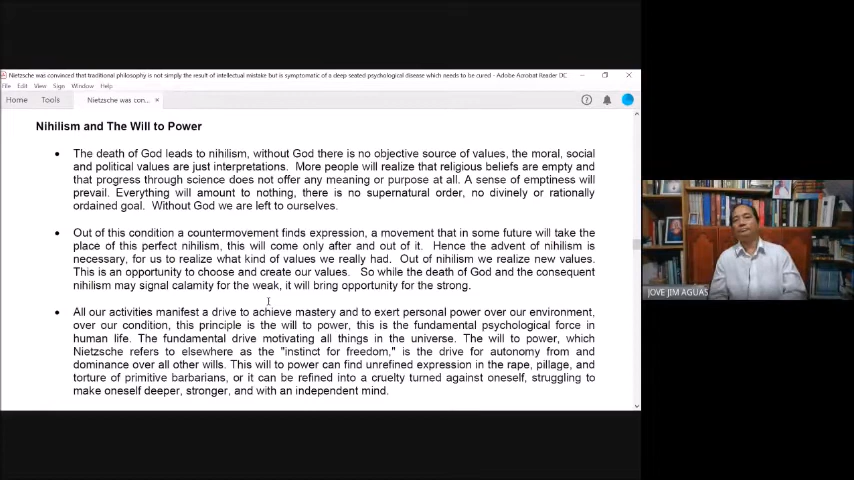 Nietzsche was convinced that traditional philosophy is not simply the result of intellectual mistake but is symptomatic of a deep seated psychological disease which needs to be cured - Adobe Acrobat Reader DC
File Edit View Sign Window Help
Home Tools Nietzsche was con... ×
Nihilism and The Will to Power
• The death of God leads to nihilism, without God there is no objective source of values, the moral, social
and political values are just interpretations. More people will realize that religious beliefs are empty and
that progress through science does not offer any meaning or purpose at all. A sense of emptiness will
prevail. Everything will amount to nothing, there is no supernatural order, no divinely or rationally
ordained goal. Without God we are left to ourselves.
• Out of this condition a countermovement finds expression, a movement that in some future will take the
place of this perfect nihilism, this will come only after and out of it. Hence the advent of nihilism is
necessary, for us to realize what kind of values we really had. Out of nihilism we realize new values.
This is an opportunity to choose and create our values. So while the death of God and the consequent
nihilism may signal calamity for the weak, it will bring opportunity for the strong.
• All our activities manifest a drive to achieve mastery and to exert personal power over our environment,
over our condition, this principle is the will to power, this is the fundamental psychological force in
human life. The fundamental drive motivating all things in the universe. The will to power, which
Nietzsche refers to elsewhere as the "instinct for freedom," is the drive for autonomy from and
dominance over all other wills. This will to power can find unrefined expression in the rape, pillage, and
torture of primitive barbarians, or it can be refined into a cruelty turned against oneself, struggling to
make oneself deeper, stronger, and with an independent mind.
JOVE JIM AGUAS